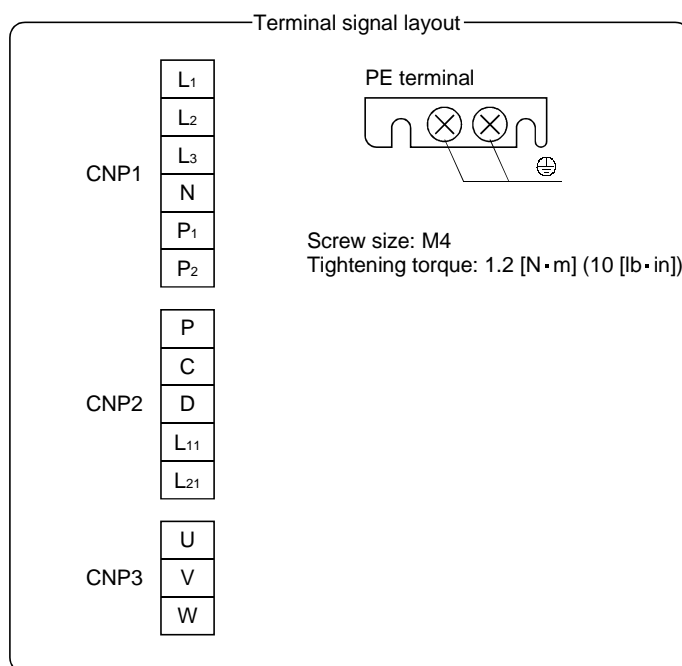 Terminal signal layout
CNP1
L₁
L₂
L₃
N
P₁
P₂
PE terminal
Screw size: M4
Tightening torque: 1.2 [N·m] (10 [lb·in])
CNP2
P
C
D
L₁₁
L₂₁
CNP3
U
V
W